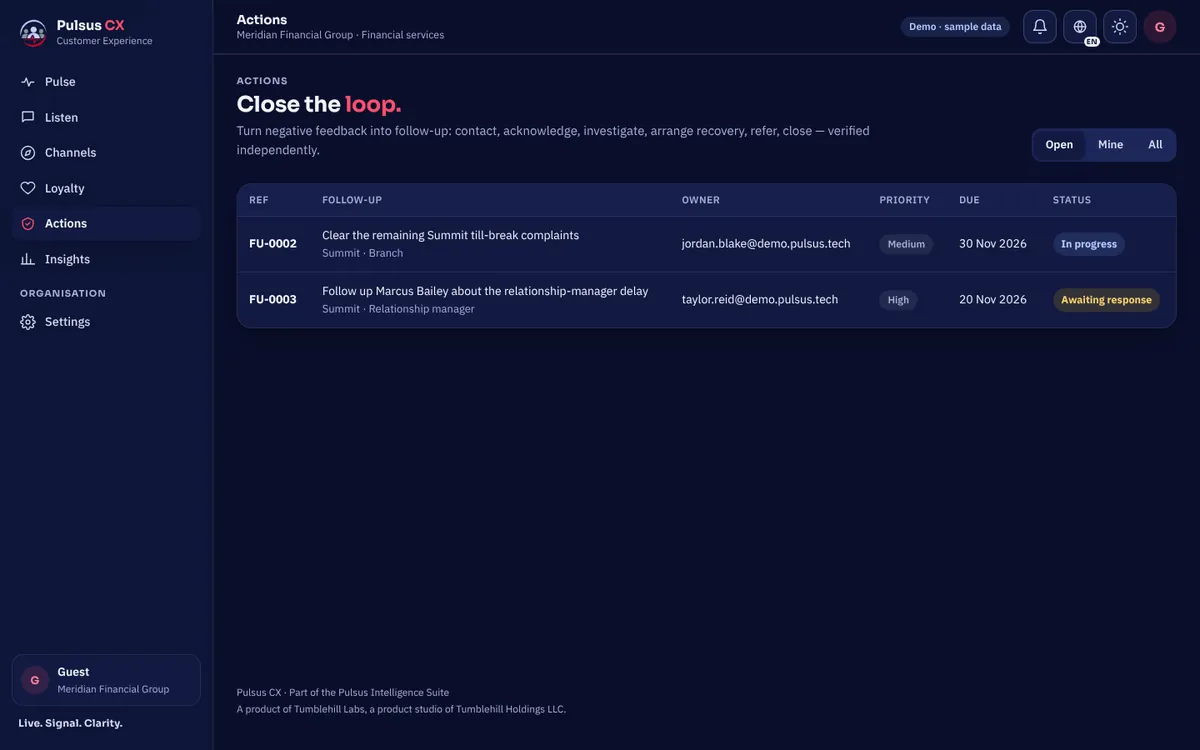 Pulsus CX
Customer Experience
Pulse
Listen
Channels
Loyalty
Actions
Insights
ORGANISATION
Settings
G
Guest
Meridian Financial Group
Live. Signal. Clarity.
Actions
Meridian Financial Group · Financial services
Demo · sample data
EN
G
ACTIONS
Close the loop.
Turn negative feedback into follow-up: contact, acknowledge, investigate, arrange recovery, refer, close — verified
independently.
Open Mine All
REF FOLLOW-UP OWNER PRIORITY DUE STATUS
FU-0002 Clear the remaining Summit till-break complaints jordan.blake@demo.pulsus.tech Medium 30 Nov 2026 In progress
Summit · Branch
FU-0003 Follow up Marcus Bailey about the relationship-manager delay taylor.reid@demo.pulsus.tech High 20 Nov 2026 Awaiting response
Summit · Relationship manager
Pulsus CX · Part of the Pulsus Intelligence Suite
A product of Tumblehill Labs, a product studio of Tumblehill Holdings LLC.